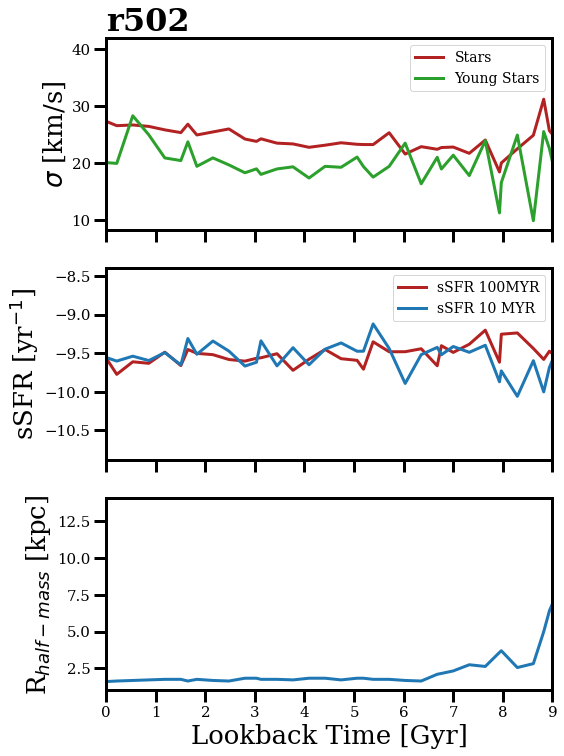 r502
σ [km/s]
40
30
20
10
Stars
Young Stars
sSFR [yr⁻¹]
−8.5
−9.0
−9.5
−10.0
−10.5
sSFR 100MYR
sSFR 10 MYR
R_half−mass [kpc]
12.5
10.0
7.5
5.0
2.5
0 1 2 3 4 5 6 7 8 9
Lookback Time [Gyr]